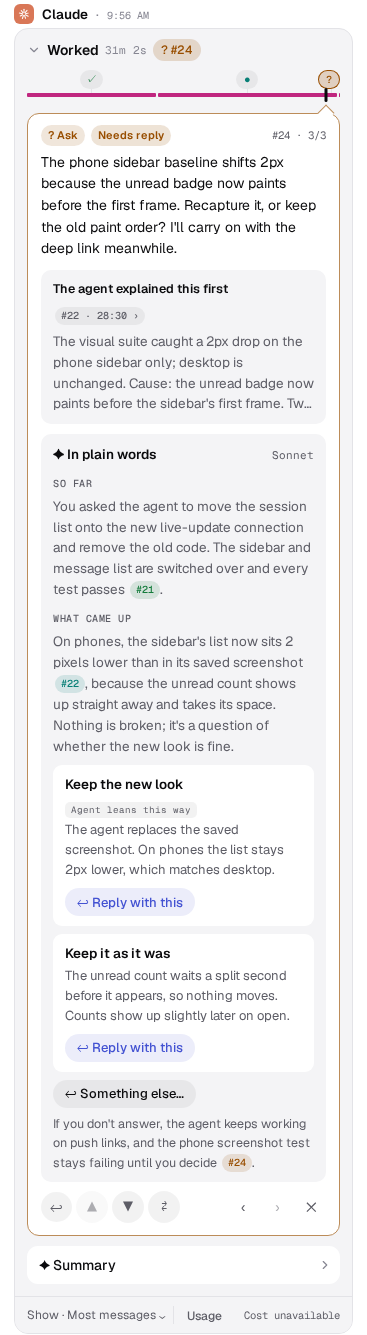 Claude · 9:56 AM
Worked 31m 2s ? #24
?
? Ask Needs reply #24 · 3/3
The phone sidebar baseline shifts 2px
because the unread badge now paints
before the first frame. Recapture it, or keep
the old paint order? I'll carry on with the
deep link meanwhile.
The agent explained this first
#22 · 28:30 ›
The visual suite caught a 2px drop on the
phone sidebar only; desktop is
unchanged. Cause: the unread badge now
paints before the sidebar's first frame. Tw…
In plain words Sonnet
SO FAR
You asked the agent to move the session
list onto the new live-update connection
and remove the old code. The sidebar and
message list are switched over and every
test passes #21.
WHAT CAME UP
On phones, the sidebar's list now sits 2
pixels lower than in its saved screenshot
#22, because the unread count shows
up straight away and takes its space.
Nothing is broken; it's a question of
whether the new look is fine.
Keep the new look
Agent leans this way
The agent replaces the saved
screenshot. On phones the list stays
2px lower, which matches desktop.
↩ Reply with this
Keep it as it was
The unread count waits a split second
before it appears, so nothing moves.
Counts show up slightly later on open.
↩ Reply with this
↩ Something else…
If you don't answer, the agent keeps working
on push links, and the phone screenshot test
stays failing until you decide #24.
Summary
Show · Most messages Usage Cost unavailable